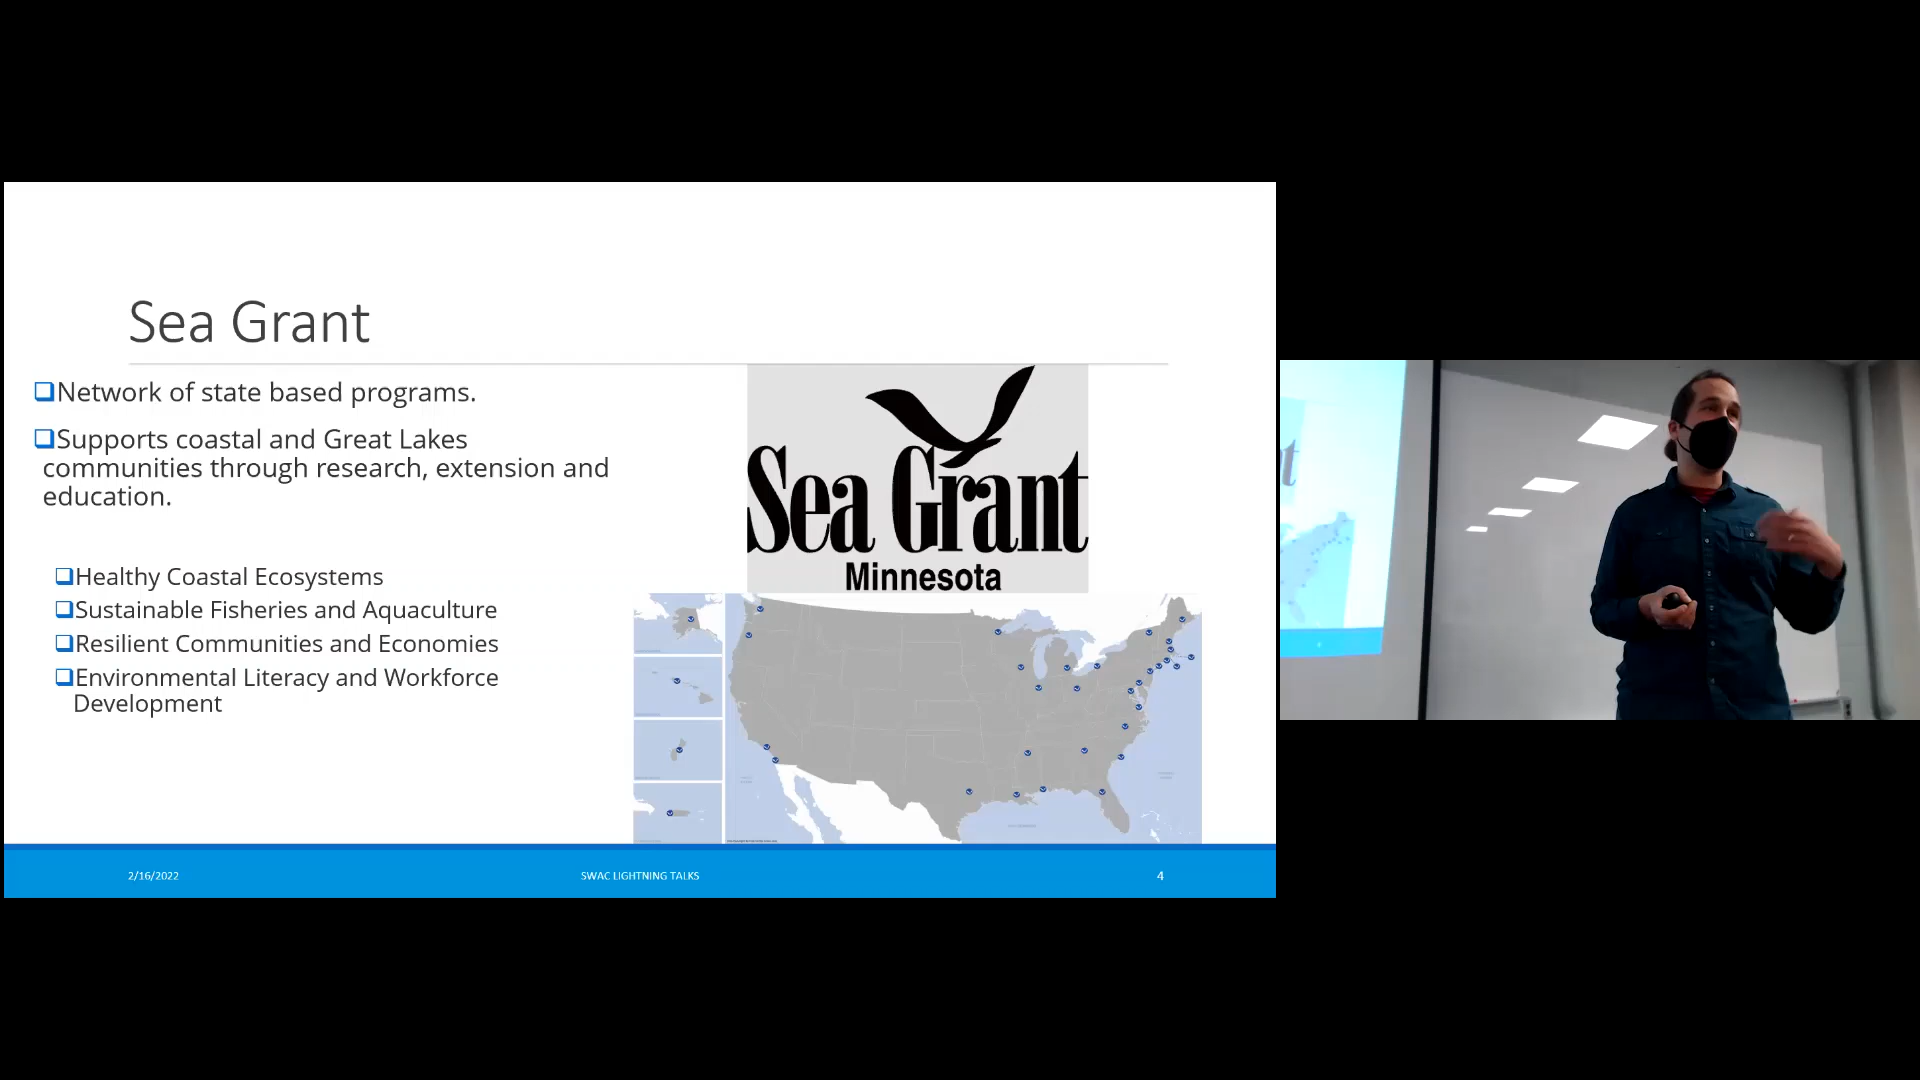 Sea Grant
Network of state based programs.
Supports coastal and Great Lakes
communities through research, extension and
education.
Healthy Coastal Ecosystems
Sustainable Fisheries and Aquaculture
Resilient Communities and Economies
Environmental Literacy and Workforce
Development
Sea Grant
Minnesota
2/16/2022
SWAC LIGHTNING TALKS
4